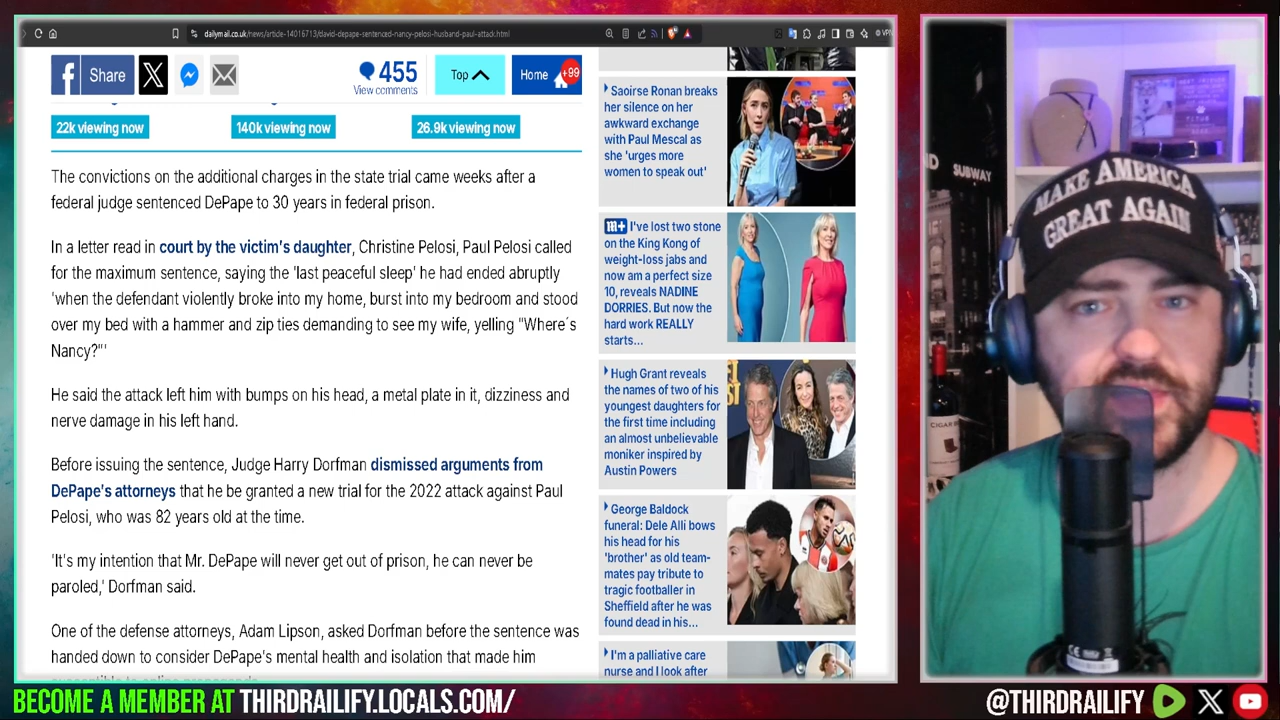 dailymail.co.uk/news/article-14016713/david-depape-sentenced-nancy-pelosi-husband-paul-attack.html
Share
455
View comments
Top
Home
+99
22k viewing now
140k viewing now
26.9k viewing now
The convictions on the additional charges in the state trial came weeks after a
federal judge sentenced DePape to 30 years in federal prison.
In a letter read in court by the victim's daughter, Christine Pelosi, Paul Pelosi called
for the maximum sentence, saying the 'last peaceful sleep' he had ended abruptly
'when the defendant violently broke into my home, burst into my bedroom and stood
over my bed with a hammer and zip ties demanding to see my wife, yelling "Where´s
Nancy?"'
He said the attack left him with bumps on his head, a metal plate in it, dizziness and
nerve damage in his left hand.
Before issuing the sentence, Judge Harry Dorfman dismissed arguments from
DePape's attorneys that he be granted a new trial for the 2022 attack against Paul
Pelosi, who was 82 years old at the time.
'It's my intention that Mr. DePape will never get out of prison, he can never be
paroled,' Dorfman said.
One of the defense attorneys, Adam Lipson, asked Dorfman before the sentence was
handed down to consider DePape's mental health and isolation that made him
Saoirse Ronan breaks
her silence on her
awkward exchange
with Paul Mescal as
she 'urges more
women to speak out'
M+ I've lost two stone
on the King Kong of
weight-loss jabs and
now am a perfect size
10, reveals NADINE
DORRIES. But now the
hard work REALLY
starts...
Hugh Grant reveals
the names of two of his
youngest daughters for
the first time including
an almost unbelievable
moniker inspired by
Austin Powers
George Baldock
funeral: Dele Alli bows
his head for his
'brother' as old team-
mates pay tribute to
tragic footballer in
Sheffield after he was
found dead in his...
I'm a palliative care
nurse and I look after
SUBWAY
MAKE AMERICA
GREAT AGAIN
CIGAR
BECOME A MEMBER AT THIRDRAILIFY.LOCALS.COM/
@THIRDRAILIFY